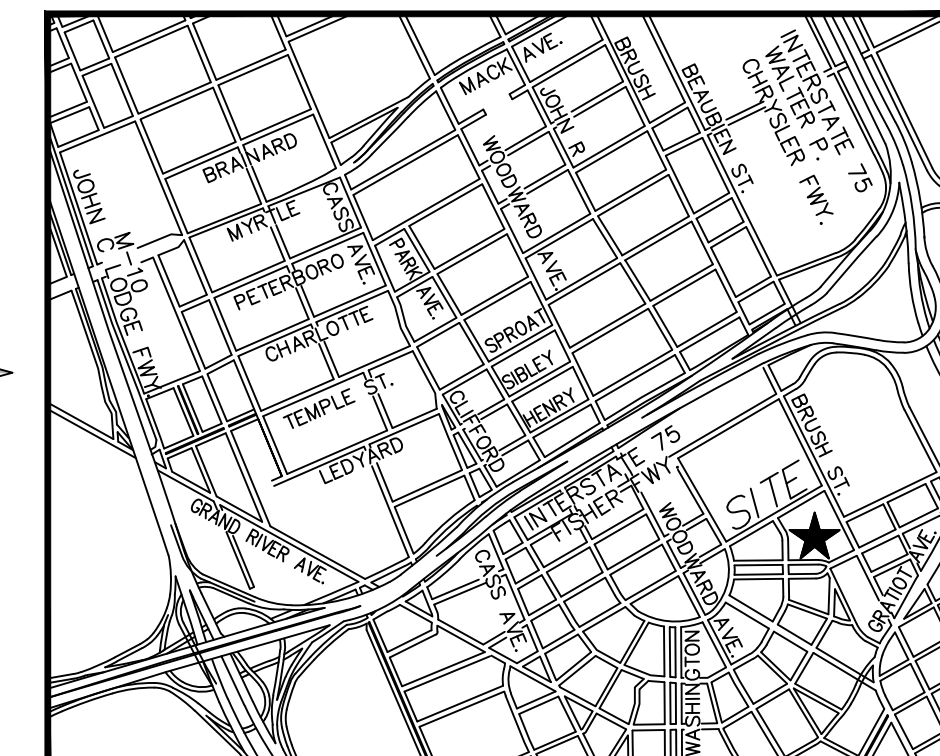 MACK AVE.
BRUSH
BEAUBEN ST.
INTERSTATE 75
WALTER P.
CHRYSLER FWY.
JOHN R
WOODWARD AVE.
BRAINARD
MYRTLE
CASS AVE.
PARK AVE.
PETERBORO
CHARLOTTE
JOHN C LODGE FWY
M-10
SPROAT
SIBLEY
HENRY
TEMPLE ST.
CLIFFORD
LEDYARD
INTERSTATE 75
FISHER FWY.
BRUSH ST.
SITE
GRAND RIVER AVE.
WOODWARD AVE.
CASS AVE.
GRATIOT AVE.
WASHINGTON